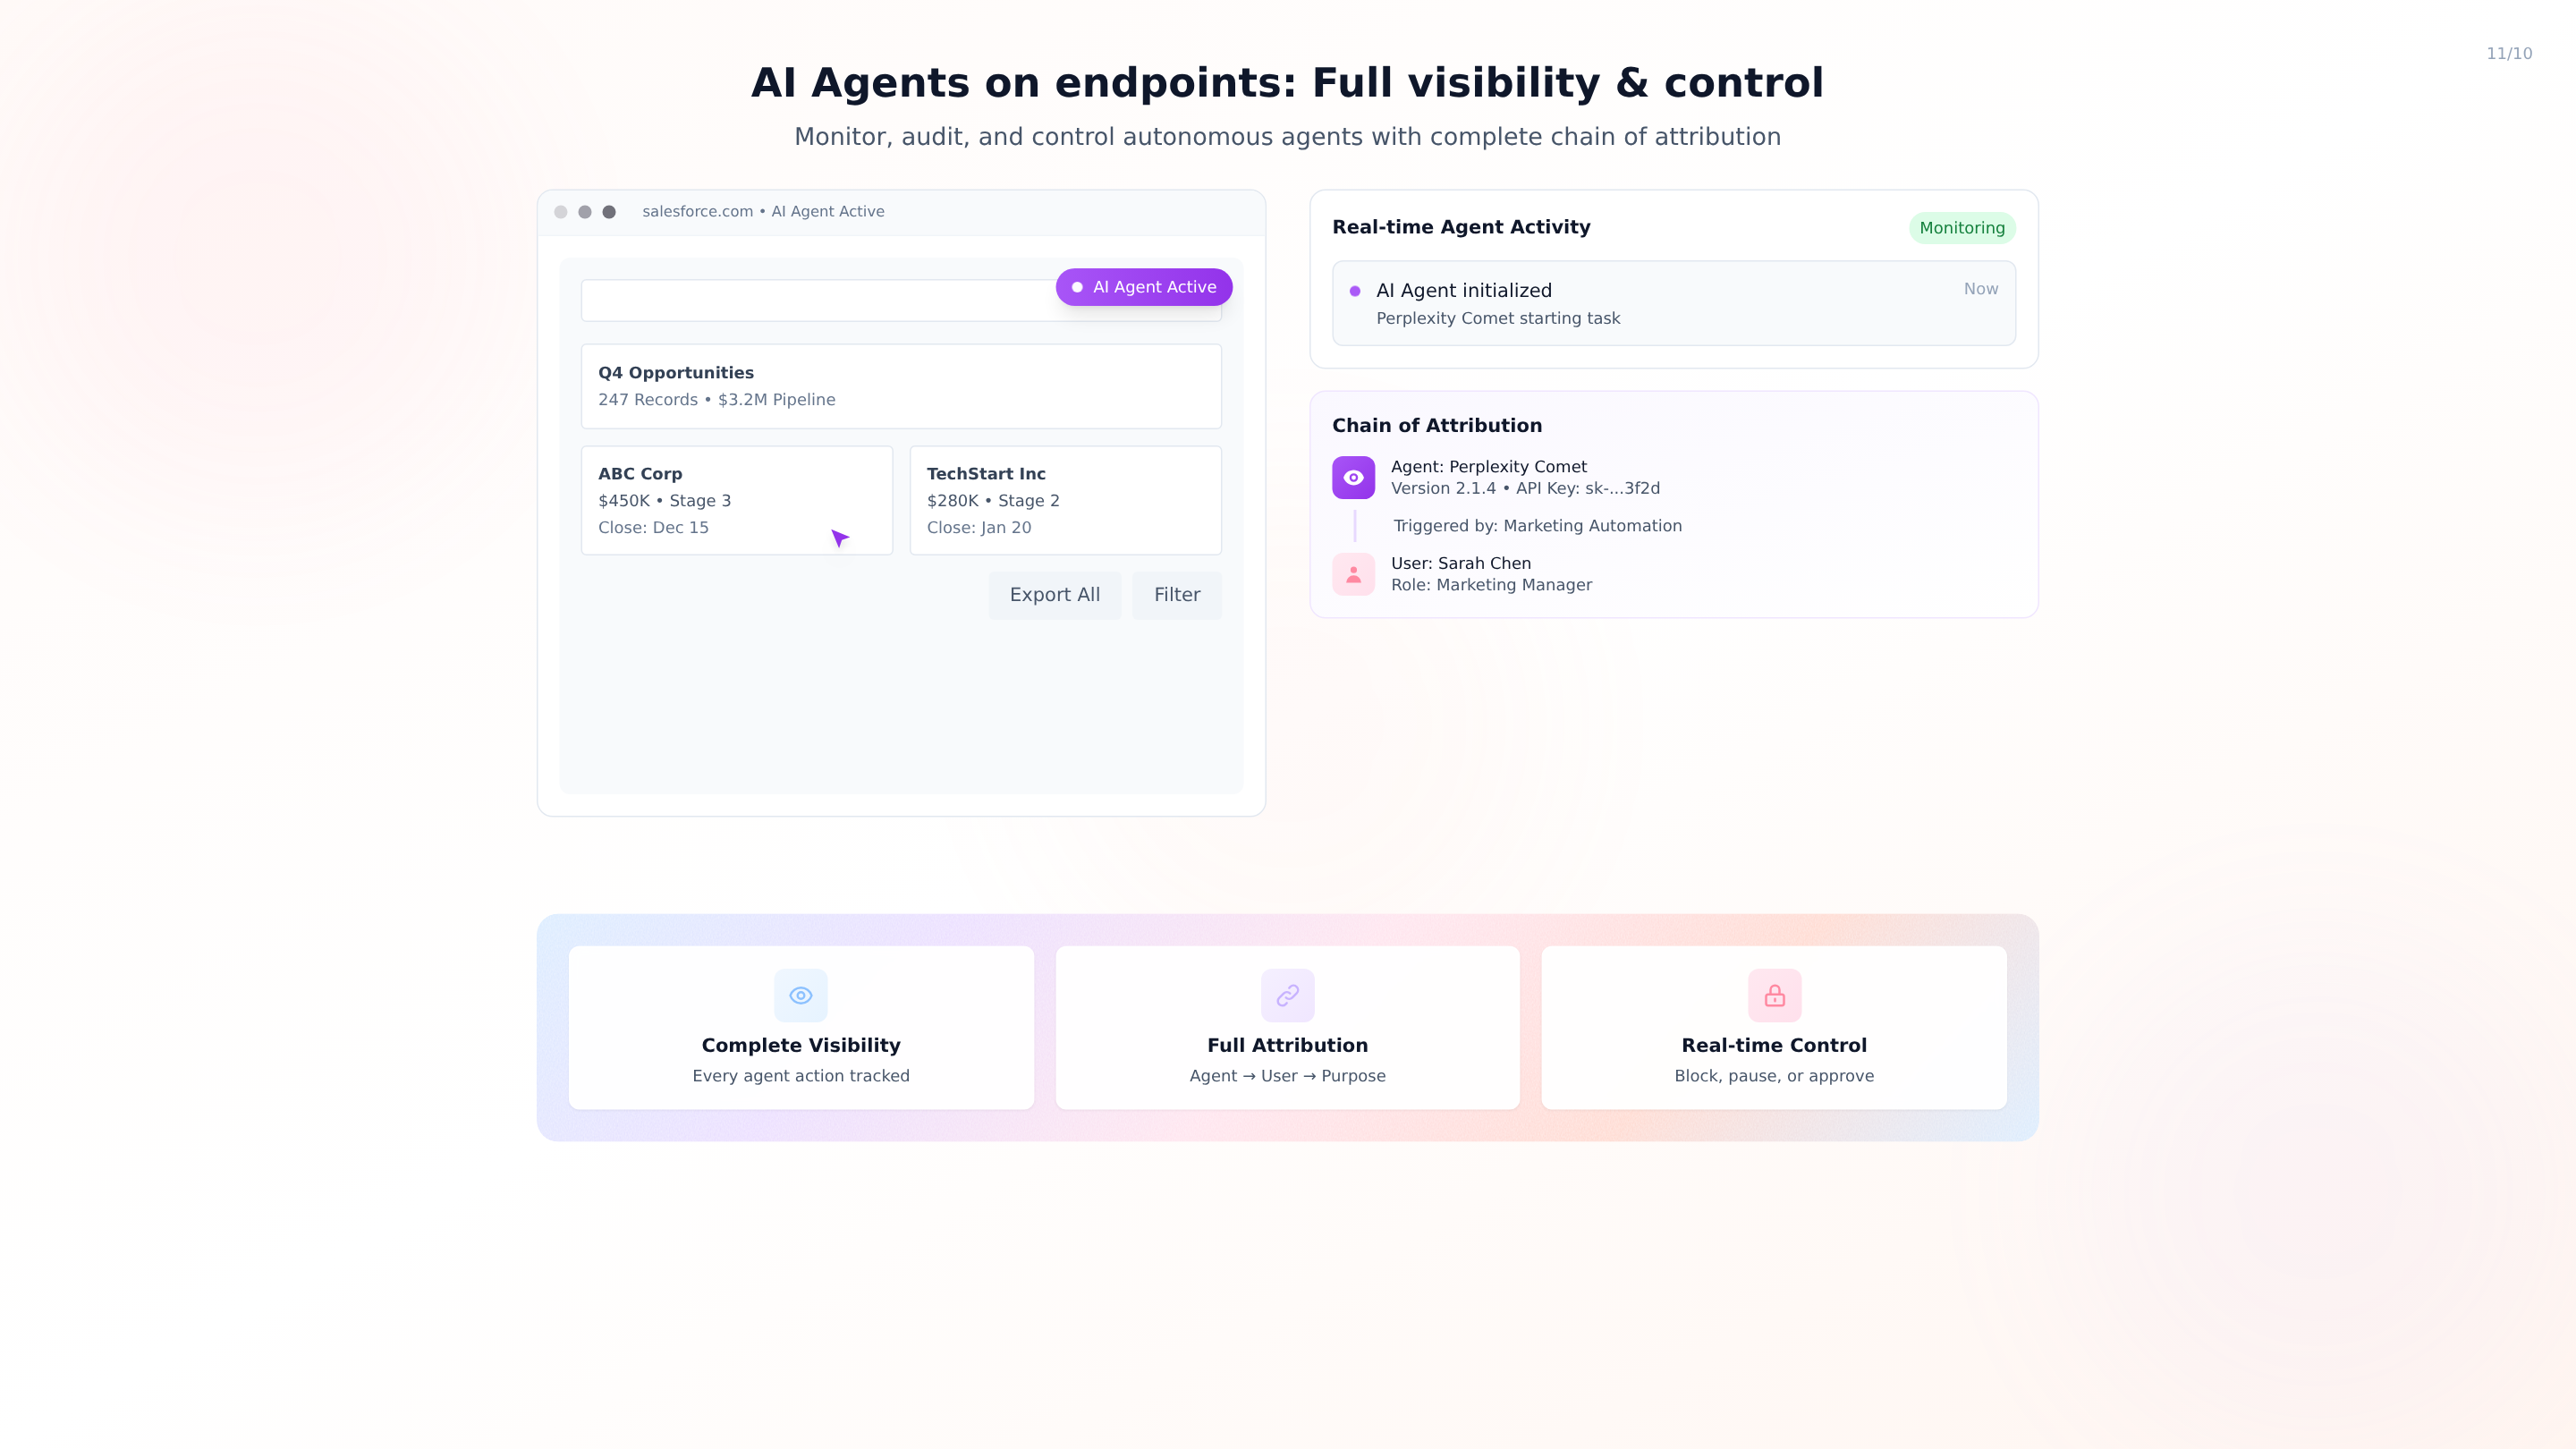 11/10
AI Agents on endpoints: Full visibility & control
Monitor, audit, and control autonomous agents with complete chain of attribution
salesforce.com • AI Agent Active
AI Agent Active
Q4 Opportunities
247 Records • $3.2M Pipeline
ABC Corp
$450K • Stage 3
Close: Dec 15
TechStart Inc
$280K • Stage 2
Close: Jan 20
Export All
Filter
Real-time Agent Activity
Monitoring
AI Agent initialized
Now
Perplexity Comet starting task
Chain of Attribution
Agent: Perplexity Comet
Version 2.1.4 • API Key: sk-...3f2d
Triggered by: Marketing Automation
User: Sarah Chen
Role: Marketing Manager
Complete Visibility
Every agent action tracked
Full Attribution
Agent → User → Purpose
Real-time Control
Block, pause, or approve